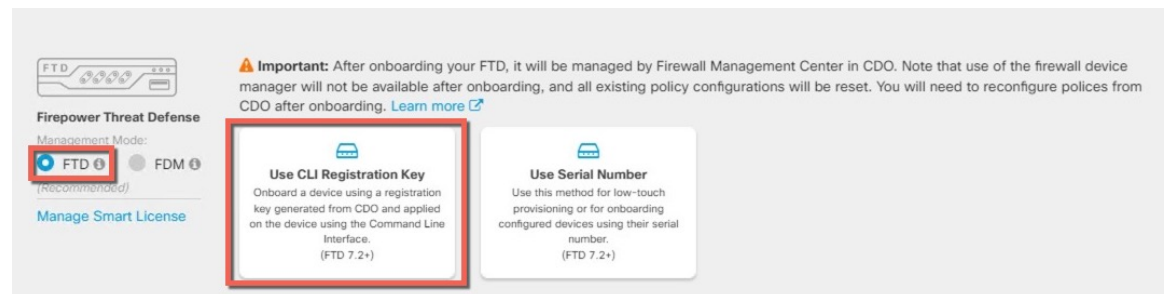 FTD
Firepower Threat Defense
Management Mode:
FTD FDM
(Recommended)
Manage Smart License
Important: After onboarding your FTD, it will be managed by Firewall Management Center in CDO. Note that use of the firewall device
manager will not be available after onboarding, and all existing policy configurations will be reset. You will need to reconfigure polices from
CDO after onboarding. Learn more
Use CLI Registration Key
Onboard a device using a registration
key generated from CDO and applied
on the device using the Command Line
Interface.
(FTD 7.2+)
Use Serial Number
Use this method for low-touch
provisioning or for onboarding
configured devices using their serial
number.
(FTD 7.2+)